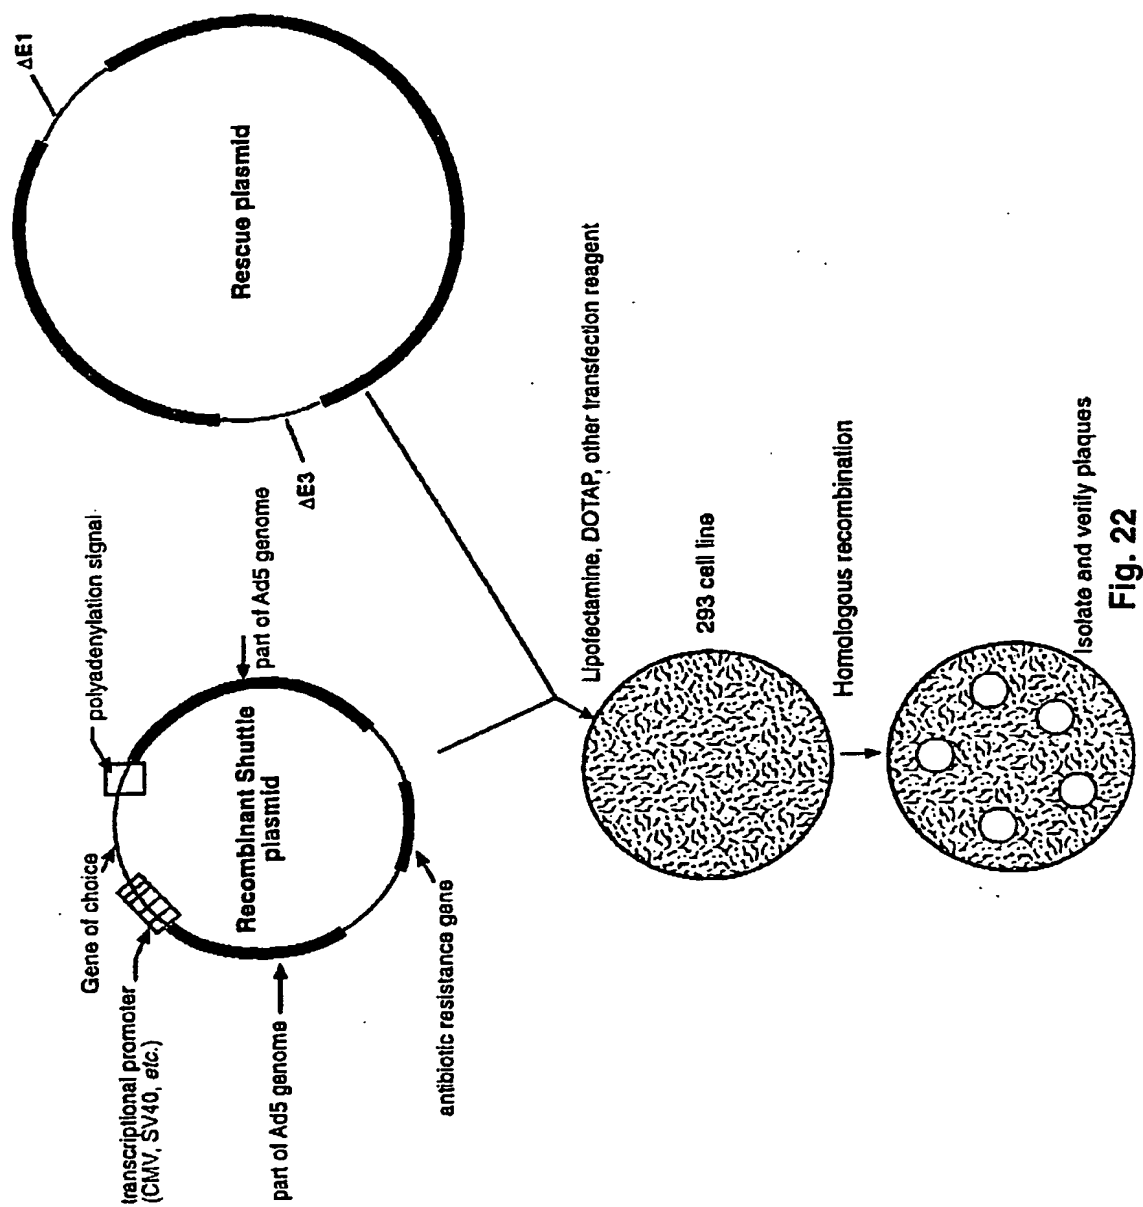 ΔE1
Rescue plasmid
ΔE3
polyadenylation signal
part of Ad5 genome
Gene of choice
transcriptional promoter
(CMV, SV40, etc.)
Recombinant Shuttle
plasmid
part of Ad5 genome
antibiotic resistance gene
Lipofectamine, DOTAP, other transfection reagent
293 cell line
Homologous recombination
Isolate and verify plaques
Fig. 22